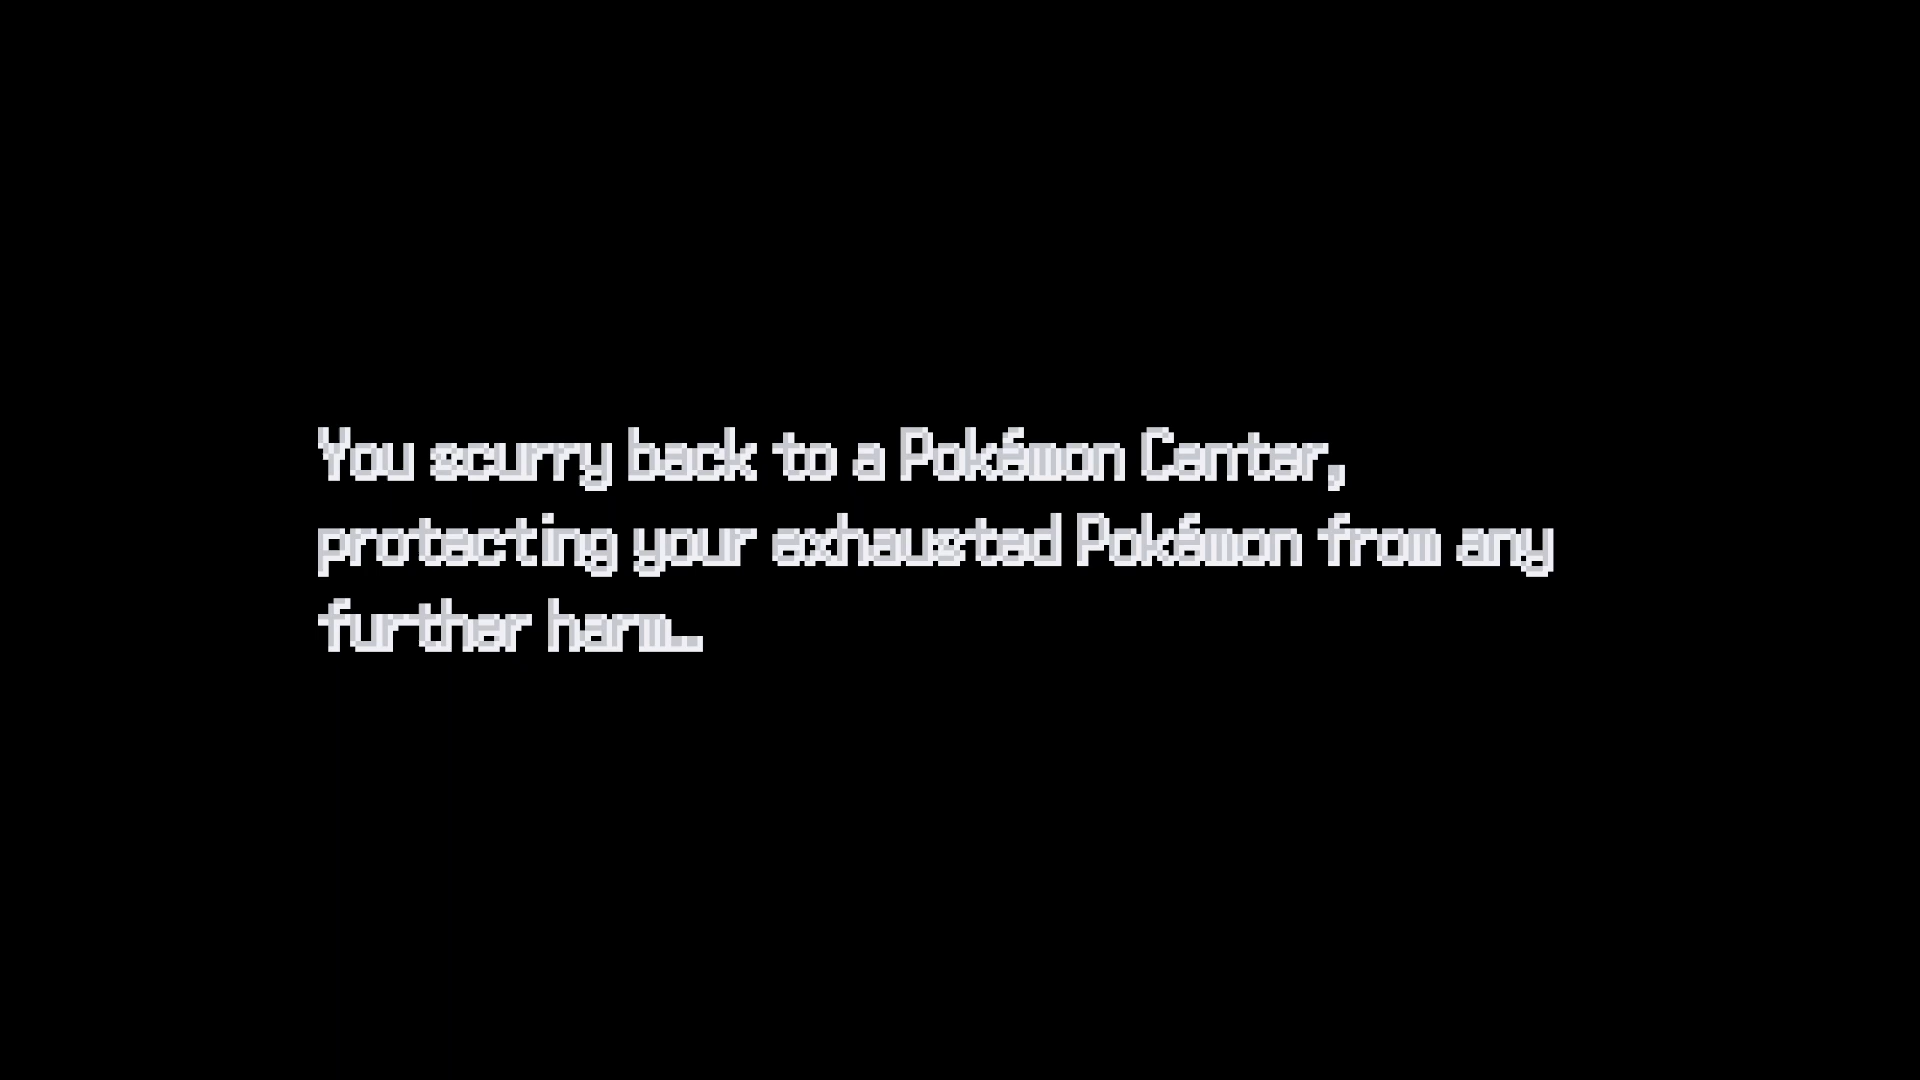 You scurry back to a Pokémon Center,
protecting your exhausted Pokémon from any
further harm...